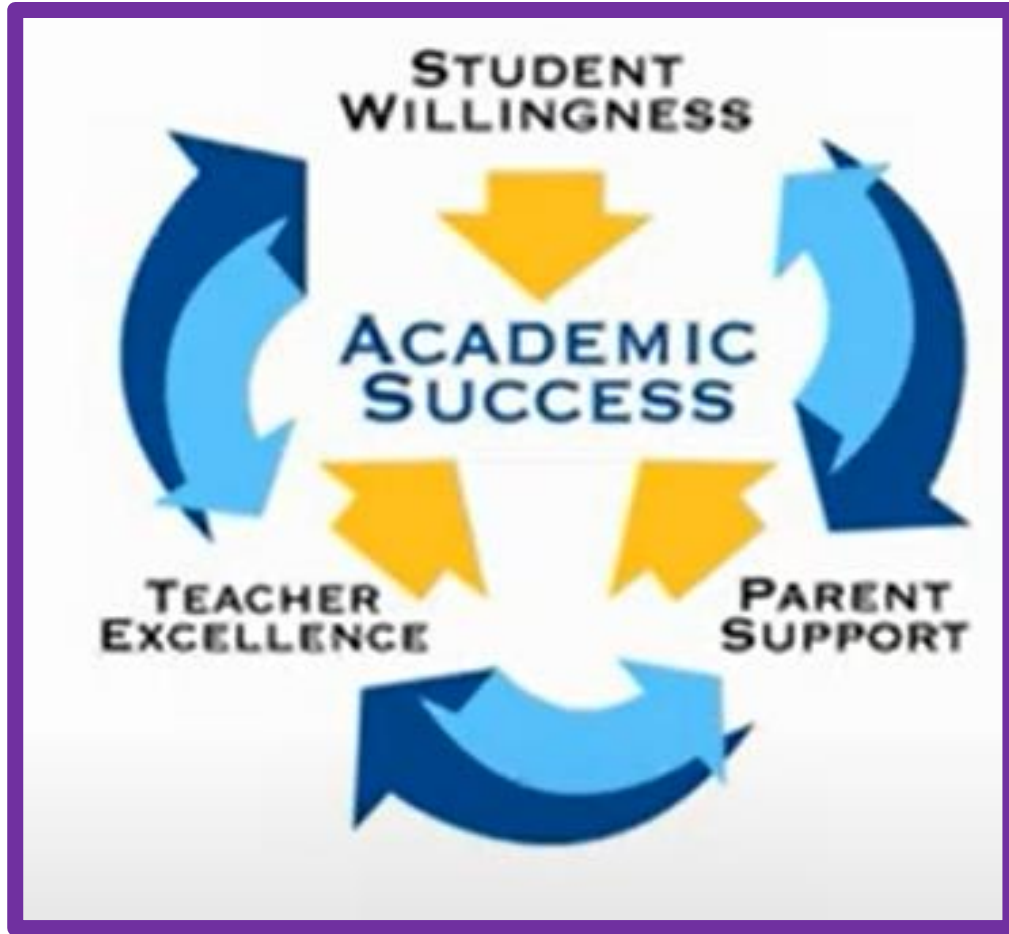 STUDENT
WILLINGNESS
ACADEMIC
SUCCESS
TEACHER
EXCELLENCE
PARENT
SUPPORT